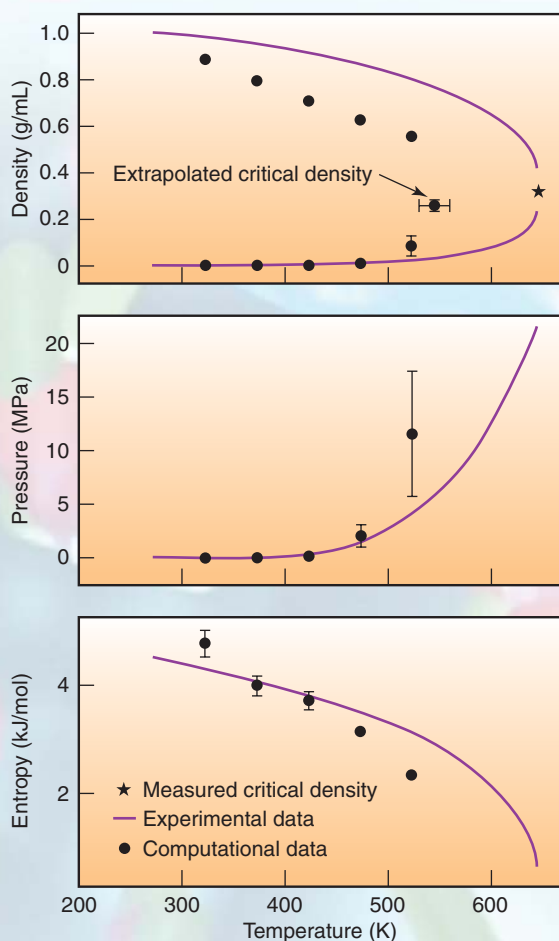 1.0
0.8
0.6
0.4
0.2
0
Density (g/mL)
Extrapolated critical density
20
15
10
5
0
Pressure (MPa)
4
2
Entropy (kJ/mol)
Measured critical density
Experimental data
Computational data
200 300 400 500 600
Temperature (K)